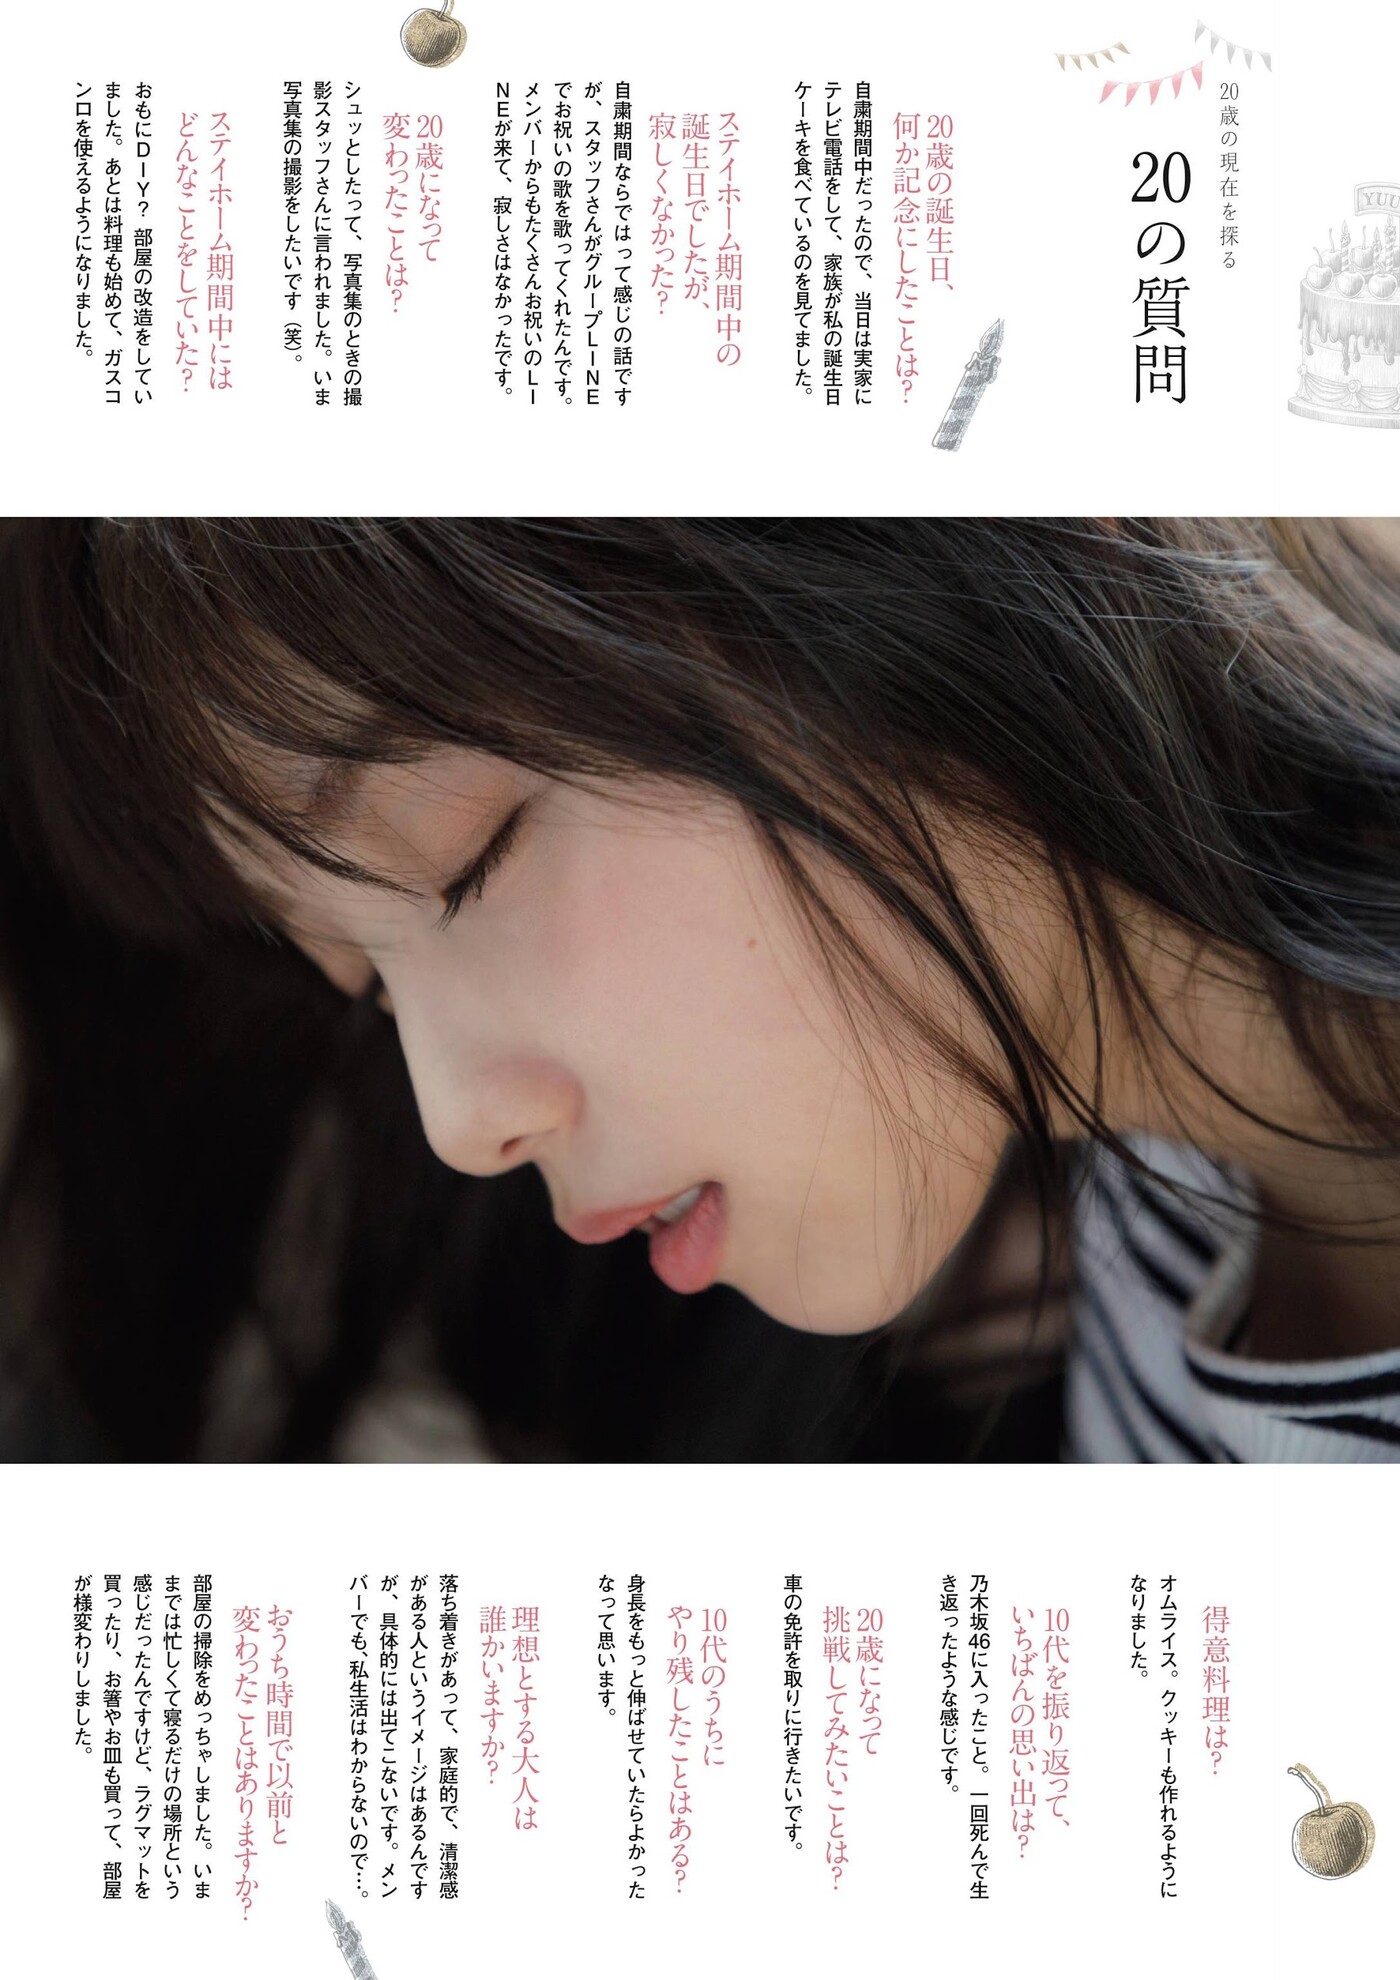 20歳の現在を探る
20の質問
YUU
20歳の誕生日、
何か記念にしたことは？
自粛期間中だったので、当日は実家に
テレビ電話をして、家族が私の誕生日
ケーキを食べているのを見てました。
ステイホーム期間中の
誕生日でしたが、
寂しくなかった？
自粛期間ならではって感じの話です
が、スタッフさんがグループLINE
でお祝いの歌を歌ってくれたんです。
メンバーからもたくさんお祝いのLI
NEが来て、寂しさはなかったです。
20歳になって
変わったことは？
シュッとしたって、写真集のときの撮
影スタッフさんに言われました。いま
写真集の撮影をしたいです（笑）。
ステイホーム期間中には
どんなことをしていた？
おもにDIY？ 部屋の改造をしてい
ました。あとは料理も始めて、ガスコ
ンロを使えるようになりました。
得意料理は？
オムライス。クッキーも作れるように
なりました。
10代を振り返って、
いちばんの思い出は？
乃木坂46に入ったこと。一回死んで生
き返ったような感じです。
20歳になって
挑戦してみたいことは？
車の免許を取りに行きたいです。
10代のうちに
やり残したことはある？
身長をもっと伸ばせていたらよかった
なって思います。
理想とする大人は
誰かいますか？
落ち着きがあって、家庭的で、清潔感
がある人というイメージはあるんです
が、具体的には出てこないです。メン
バーでも、私生活はわからないので…。
おうち時間で以前と
変わったことはありますか？
部屋の掃除をめっちゃしました。いま
までは忙しくて寝るだけの場所という
感じだったんですけど、ラグマットを
買ったり、お箸やお皿も買って、部屋
が様変わりしました。